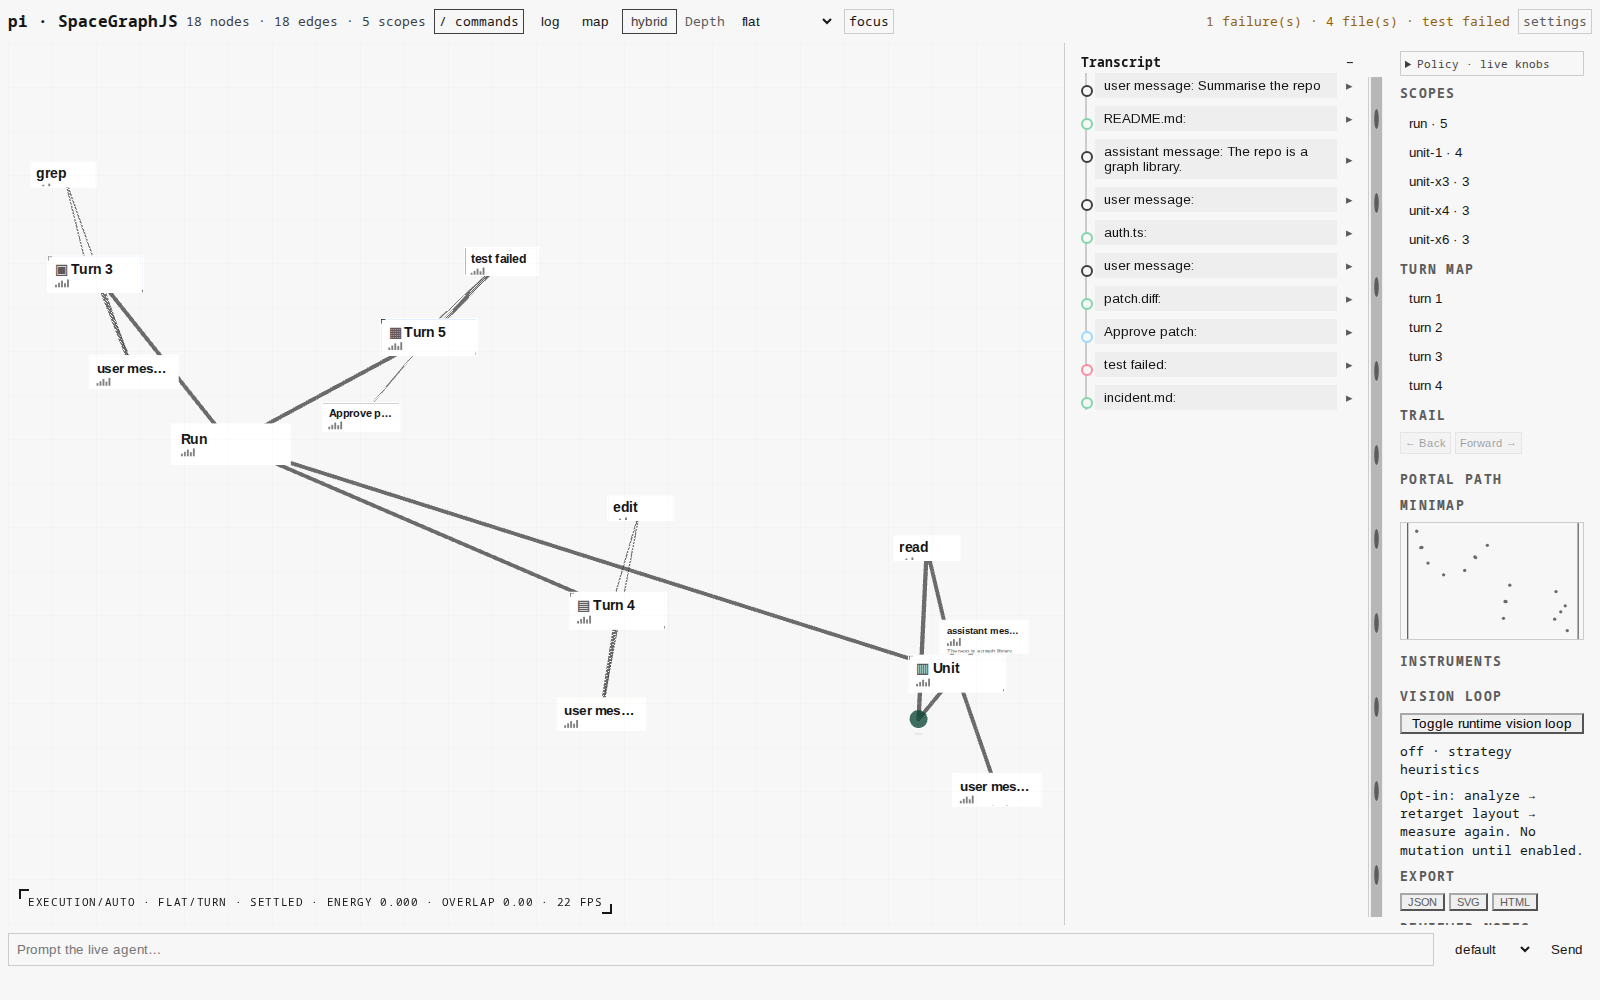 pi · SpaceGraphJS 18 nodes · 18 edges · 5 scopes / commands log map hybrid Depth flat focus 1 failure(s) · 4 file(s) · test failed settings
grep
Turn 3
user mes…
test failed
Turn 5
Approve p…
Run
edit
read
Turn 4
assistant mes…
The repo is a graph library.
Unit
user mes…
user mes…
EXECUTION/AUTO · FLAT/TURN · SETTLED · ENERGY 0.000 · OVERLAP 0.00 · 22 FPS
Transcript –
user message: Summarise the repo
README.md:
assistant message: The repo is a
graph library.
user message:
auth.ts:
user message:
patch.diff:
Approve patch:
test failed:
incident.md:
Policy · live knobs
SCOPES
run · 5
unit-1 · 4
unit-x3 · 3
unit-x4 · 3
unit-x6 · 3
TURN MAP
turn 1
turn 2
turn 3
turn 4
TRAIL
← Back Forward →
PORTAL PATH
MINIMAP
INSTRUMENTS
VISION LOOP
Toggle runtime vision loop
off · strategy
heuristics
Opt-in: analyze →
retarget layout →
measure again. No
mutation until enabled.
EXPORT
JSON SVG HTML
Prompt the live agent… default Send